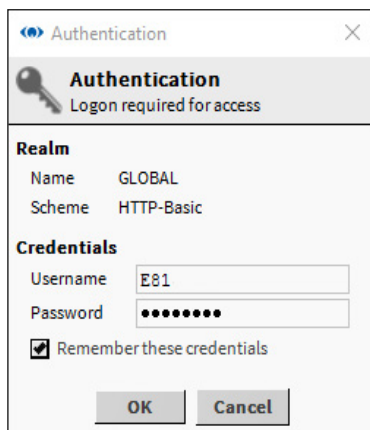 Authentication
Authentication
Logon required for access
Realm
Name GLOBAL
Scheme HTTP-Basic
Credentials
Username E81
Password ●●●●●●●●
Remember these credentials
OK Cancel